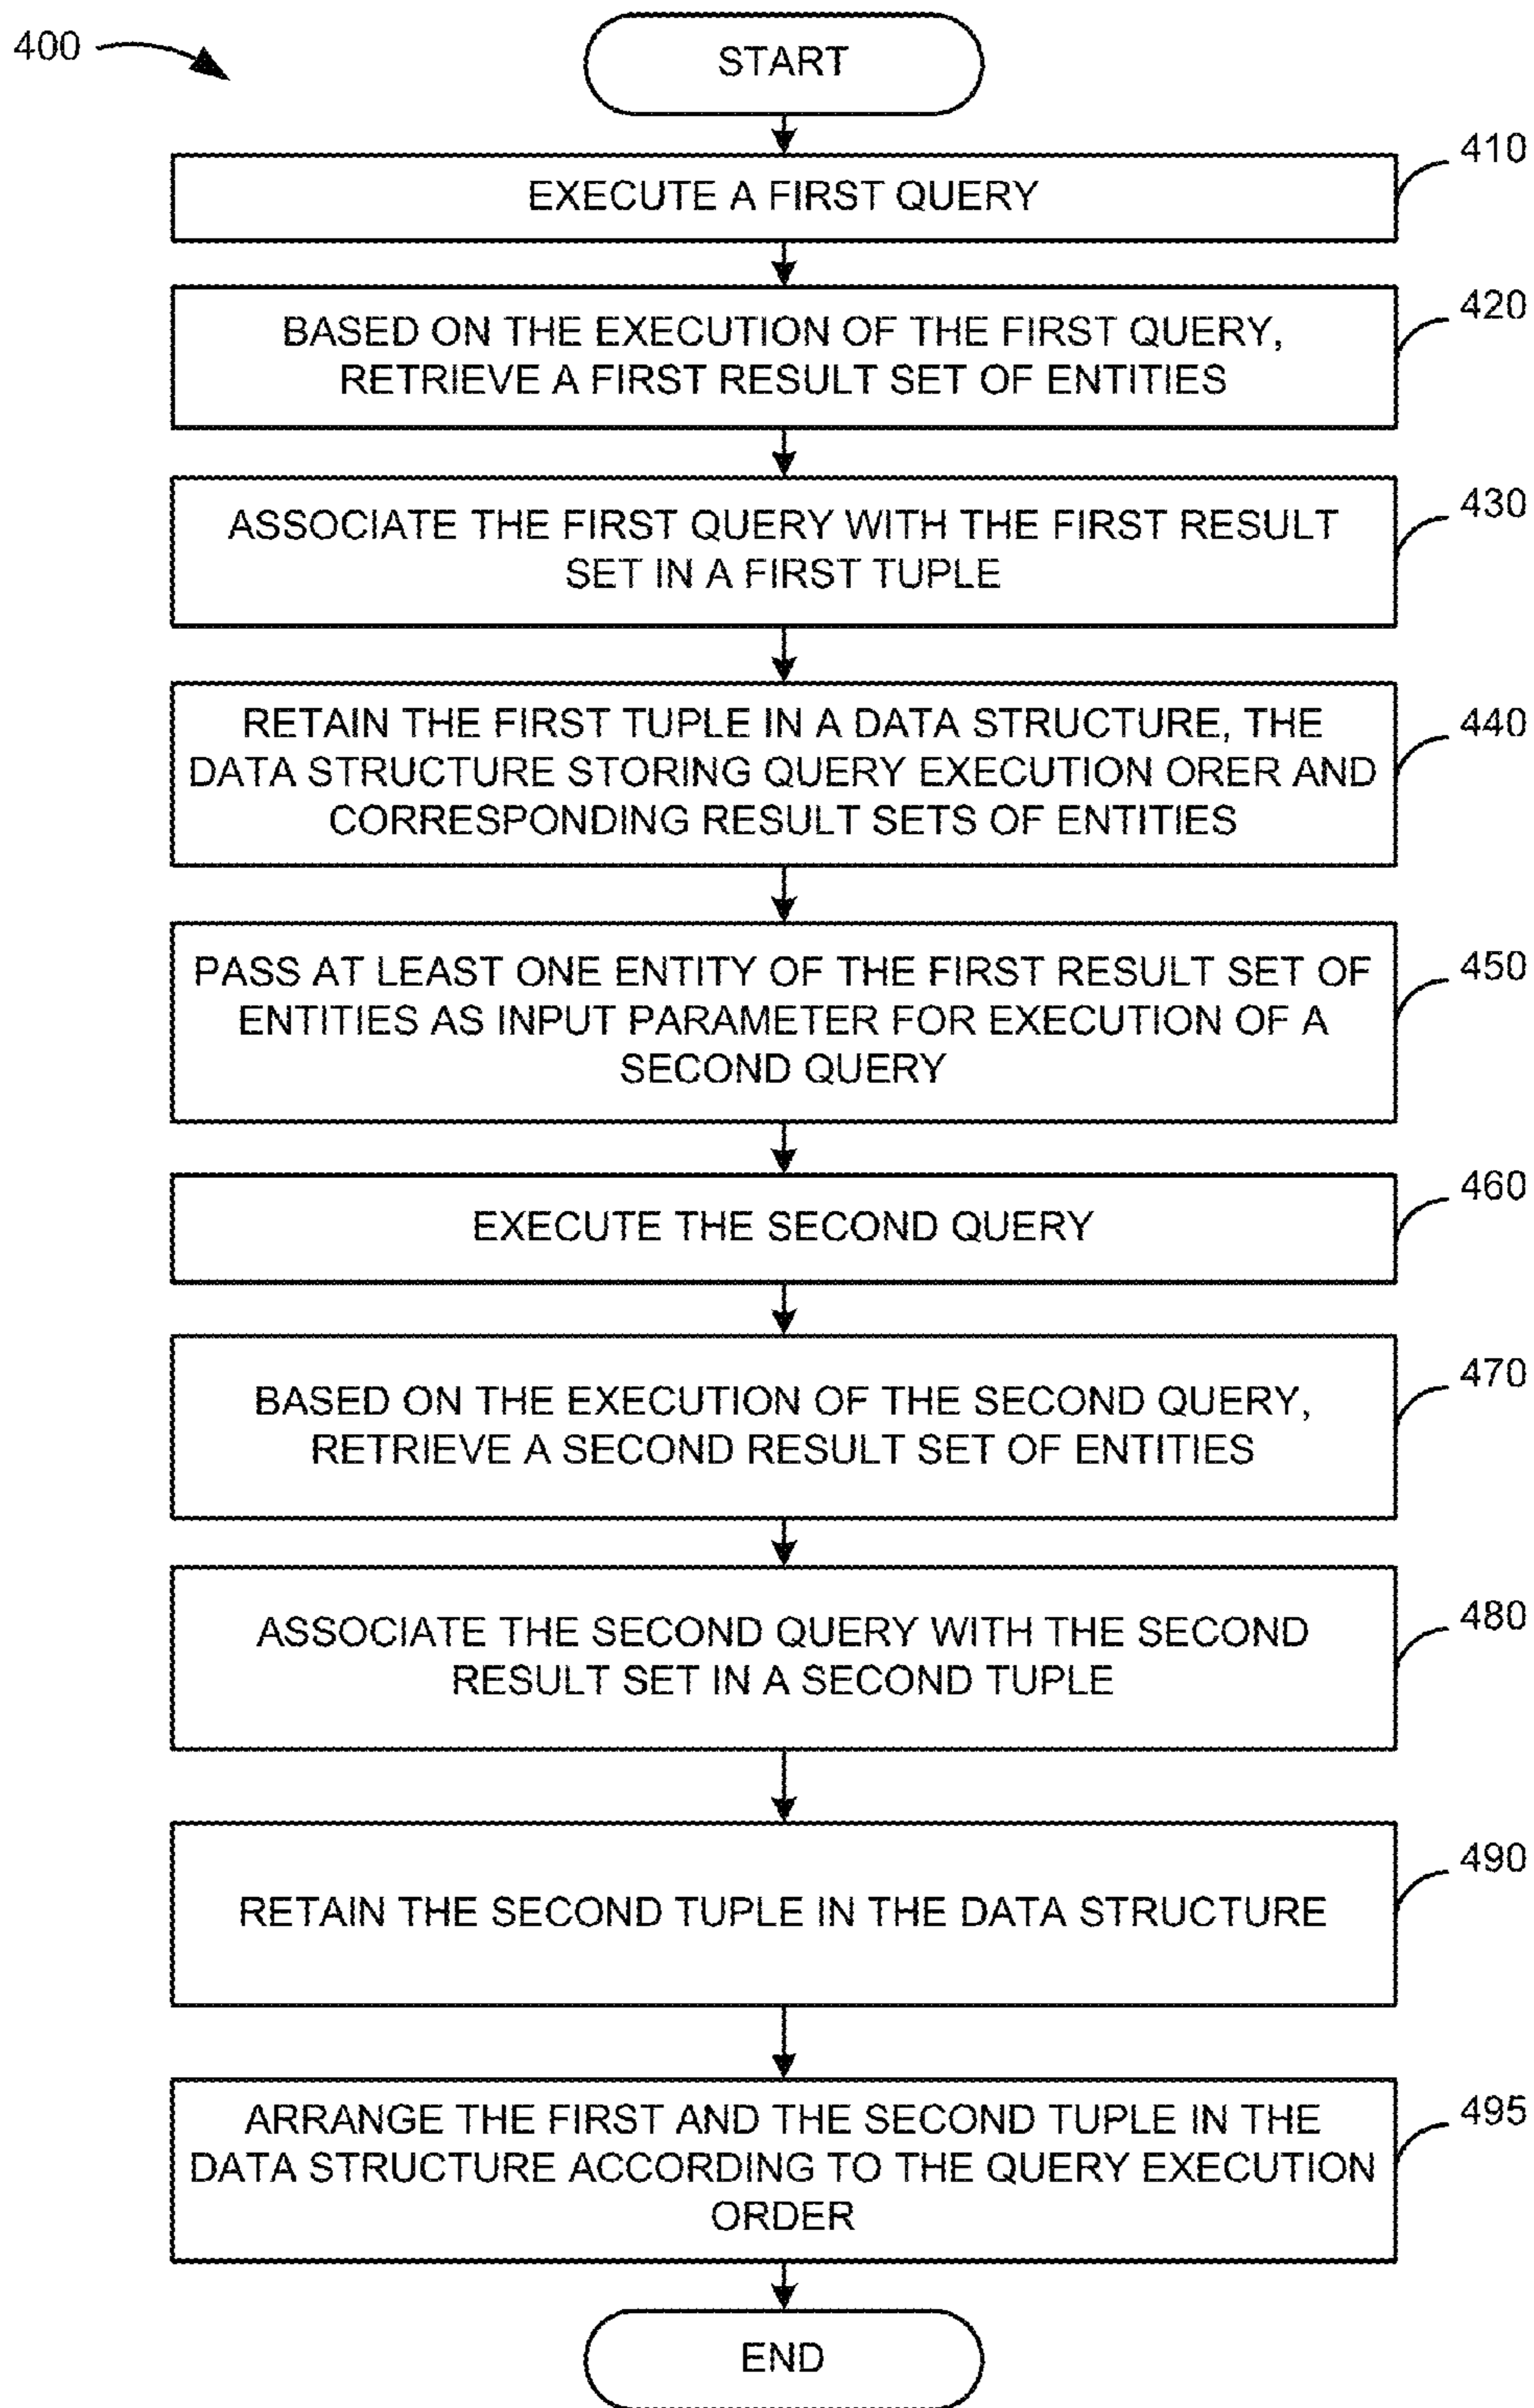 400
START
410
EXECUTE A FIRST QUERY
420
BASED ON THE EXECUTION OF THE FIRST QUERY,
RETRIEVE A FIRST RESULT SET OF ENTITIES
430
ASSOCIATE THE FIRST QUERY WITH THE FIRST RESULT
SET IN A FIRST TUPLE
440
RETAIN THE FIRST TUPLE IN A DATA STRUCTURE, THE
DATA STRUCTURE STORING QUERY EXECUTION ORER AND
CORRESPONDING RESULT SETS OF ENTITIES
450
PASS AT LEAST ONE ENTITY OF THE FIRST RESULT SET OF
ENTITIES AS INPUT PARAMETER FOR EXECUTION OF A
SECOND QUERY
460
EXECUTE THE SECOND QUERY
470
BASED ON THE EXECUTION OF THE SECOND QUERY,
RETRIEVE A SECOND RESULT SET OF ENTITIES
480
ASSOCIATE THE SECOND QUERY WITH THE SECOND
RESULT SET IN A SECOND TUPLE
490
RETAIN THE SECOND TUPLE IN THE DATA STRUCTURE
495
ARRANGE THE FIRST AND THE SECOND TUPLE IN THE
DATA STRUCTURE ACCORDING TO THE QUERY EXECUTION
ORDER
END